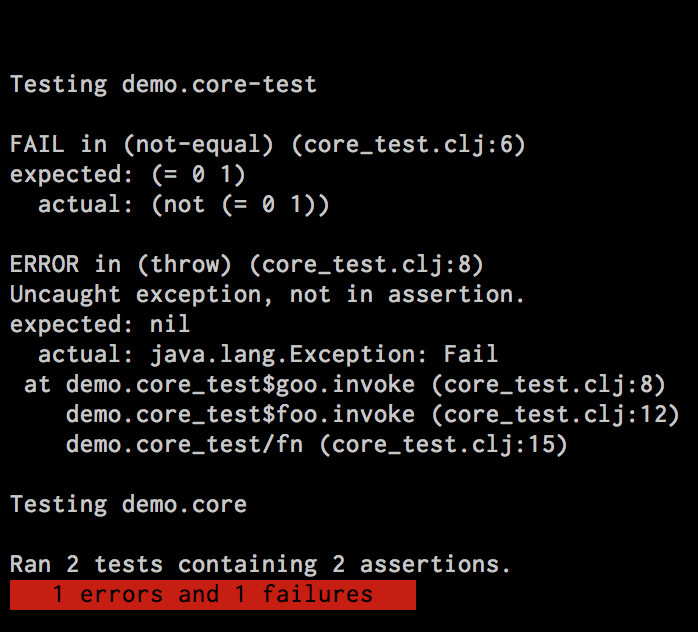 Testing demo.core-test
FAIL in (not-equal) (core_test.clj:6)
expected: (= 0 1)
actual: (not (= 0 1))
ERROR in (throw) (core_test.clj:8)
Uncaught exception, not in assertion.
expected: nil
actual: java.lang.Exception: Fail
at demo.core_test$goo.invoke (core_test.clj:8)
demo.core_test$foo.invoke (core_test.clj:12)
demo.core_test/fn (core_test.clj:15)
Testing demo.core
Ran 2 tests containing 2 assertions.
1 errors and 1 failures